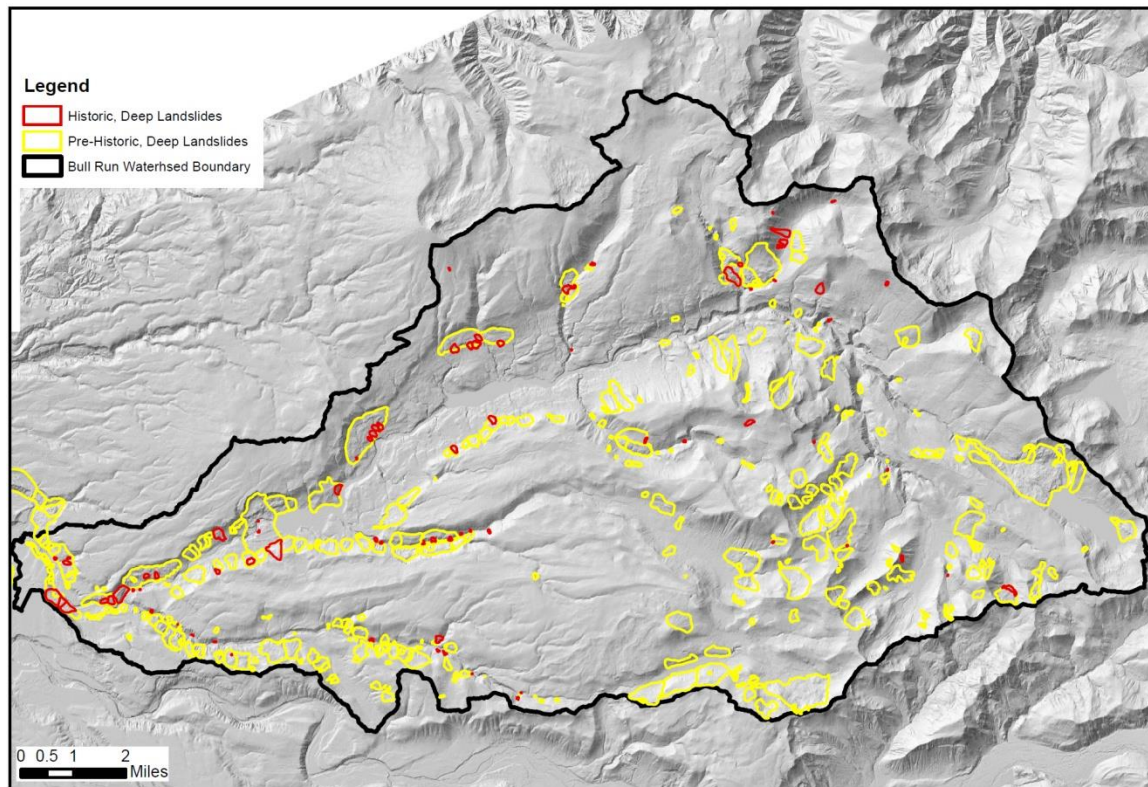 Legend
Historic, Deep Landslides
Pre-Historic, Deep Landslides
Bull Run Waterhsed Boundary
0 0.5 1 2
Miles